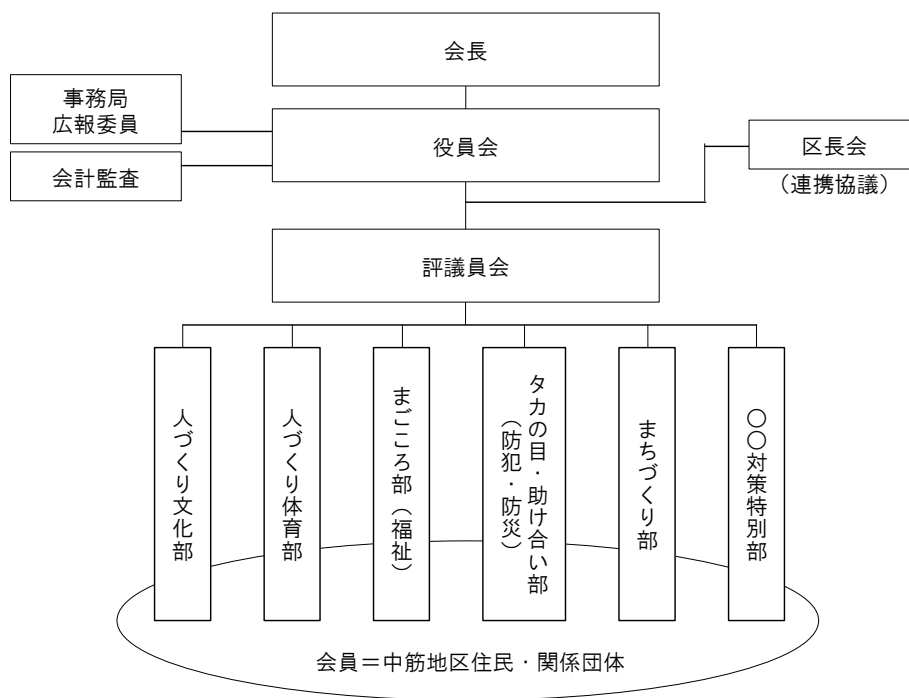 会長
事務局
広報委員
役員会
会計監査
区長会
（連携協議）
評議員会
人づくり文化部
人づくり体育部
まごころ部（福祉）
タカの目・助け合い部
（防犯・防災）
まちづくり部
〇〇対策特別部
会員＝中筋地区住民・関係団体